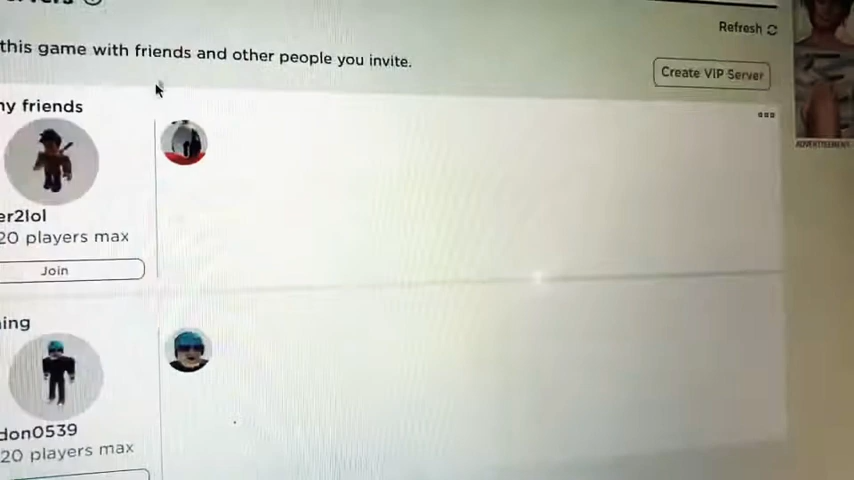 Refresh
this game with friends and other people you invite.
Create VIP Server
ny friends
er2lol
20 players max
Join
ing
don0539
20 players max
ADVERTISEMENT